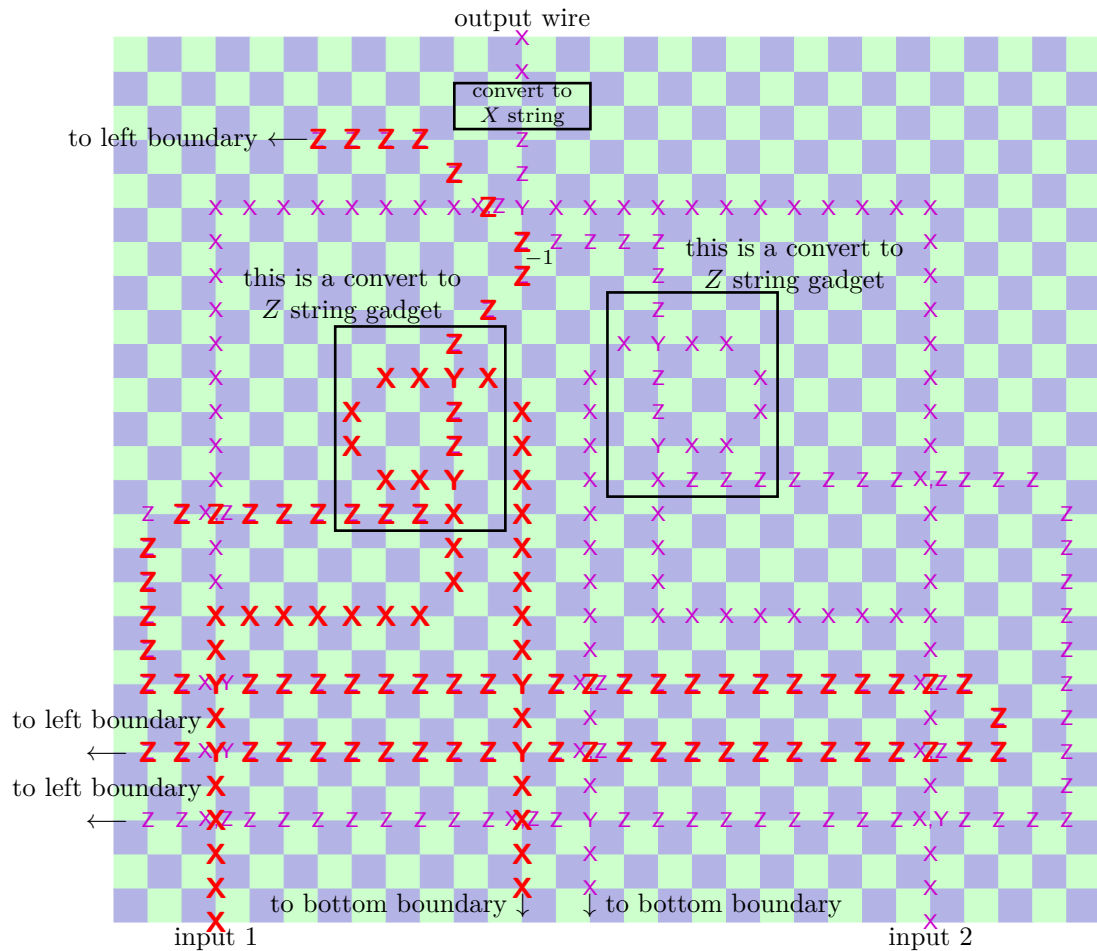 output wire
X
X
convert to
X string
to left boundary ← Z Z Z Z Z
Z Z
X X X X X X X X X,Z Y X X X X X X X X X X X X
X Z Z Z Z Z X
−1
this is a convert to
Z string gadget
this is a convert to
Z string gadget
X Z Z X
X Z Z X
X Z X Y X X X
X X X Y X X Z X X
X X Z X X Z X X
X X Z X X Y X X X
X X X Y X X X Z Z Z Z Z Z Z X,Z Z Z Z
Z Z X,Z Z Z Z Z Z Z X X X X X Z
Z X X X X X X Z
Z X X X X X X Z
Z X X X X X X X X X X X X X X X X X X Z
Z X X X X Z
Z Z X,Y Z Z Z Z Z Z Z Z Y Z X,Z Z Z Z Z Z Z Z Z Z X,Z Z Z
to left boundary
X X X X Z Z
← Z Z X,Y Z Z Z Z Z Z Z Z Y Z X,Z Z Z Z Z Z Z Z Z Z X,Z Z Z Z
to left boundary
X X X X Z
← Z Z X,Z Z Z Z Z Z Z Z Z X,Z Z Y Z Z Z Z Z Z Z Z Z X,Y Z Z Z Z
X X X X
X X X X
to bottom boundary ↓
↓ to bottom boundary
X X
input 1
input 2